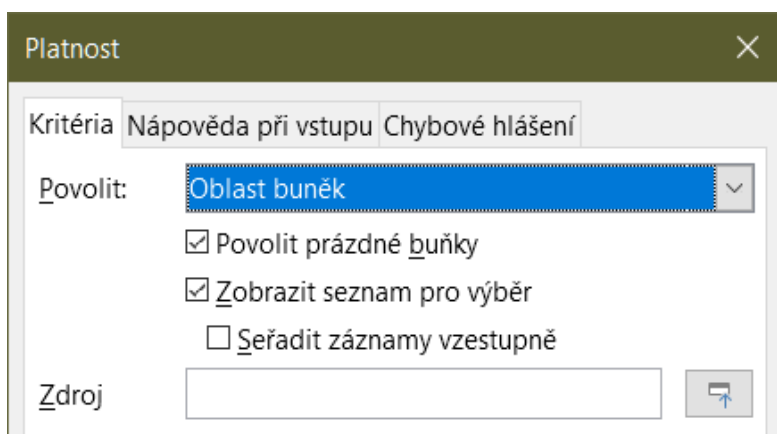 Platnost
Kritéria Nápověda při vstupu Chybové hlášení
Povolit: Oblast buněk
Povolit prázdné buňky
Zobrazit seznam pro výběr
Seřadit záznamy vzestupně
Zdroj